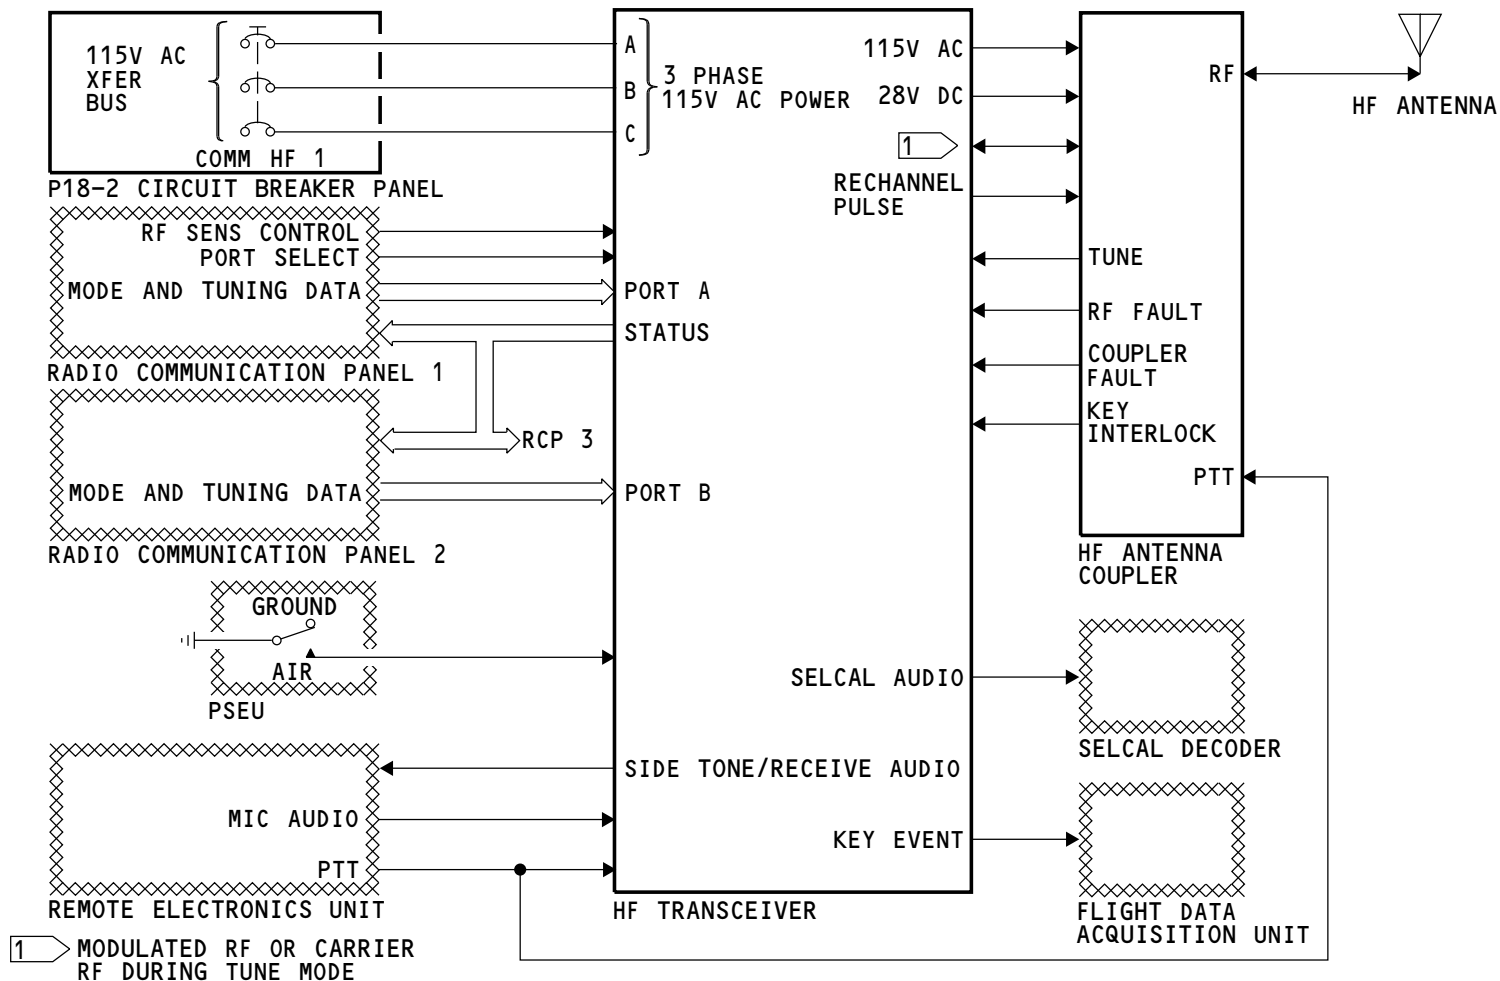 115V AC
XFER
BUS
COMM HF 1
P18-2 CIRCUIT BREAKER PANEL
RF SENS CONTROL
PORT SELECT
MODE AND TUNING DATA
RADIO COMMUNICATION PANEL 1
MODE AND TUNING DATA
RADIO COMMUNICATION PANEL 2
RCP 3
GROUND
AIR
PSEU
MIC AUDIO
PTT
REMOTE ELECTRONICS UNIT
A
B
C
3 PHASE
115V AC POWER
PORT A
STATUS
PORT B
115V AC
28V DC
1
RECHANNEL
PULSE
SELCAL AUDIO
SIDE TONE/RECEIVE AUDIO
KEY EVENT
HF TRANSCEIVER
RF
TUNE
RF FAULT
COUPLER
FAULT
KEY
INTERLOCK
PTT
HF ANTENNA
COUPLER
HF ANTENNA
SELCAL DECODER
FLIGHT DATA
ACQUISITION UNIT
1 MODULATED RF OR CARRIER
RF DURING TUNE MODE